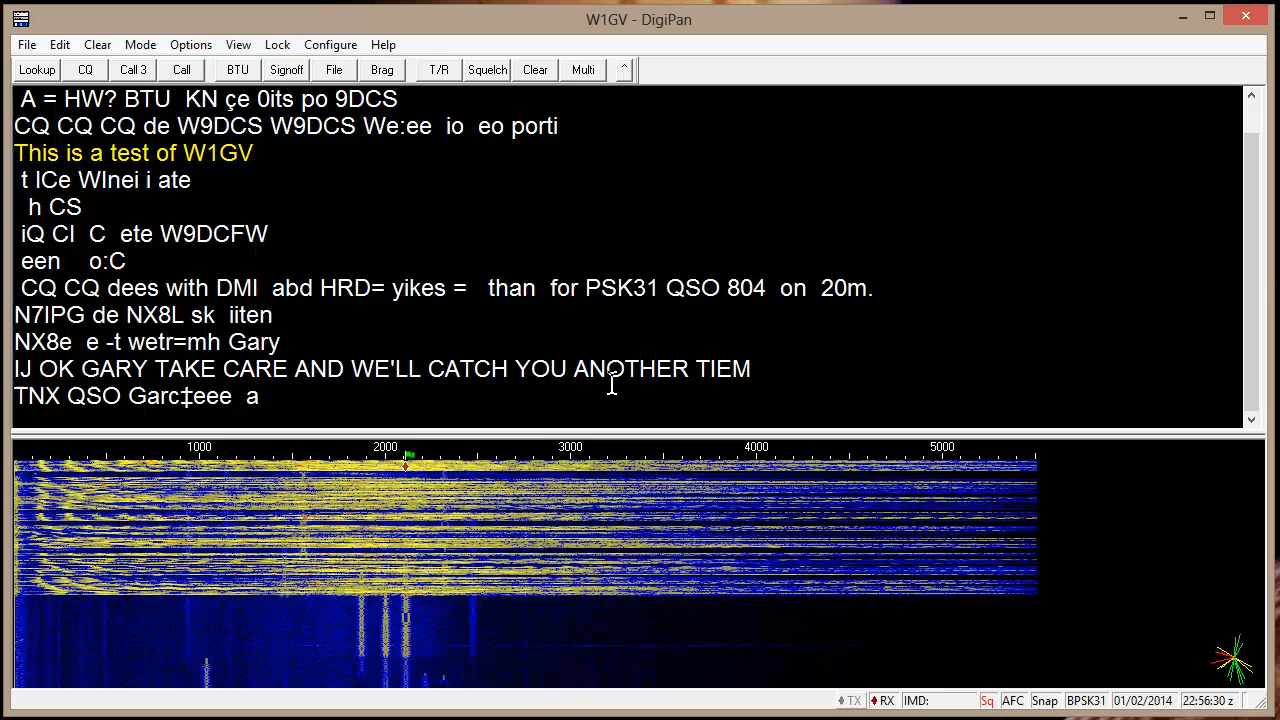 W1GV - DigiPan
File Edit Clear Mode Options View Lock Configure Help
Lookup CQ Call 3 Call BTU Signoff File Brag T/R Squelch Clear Multi ^
A = HW? BTU KN çe 0its po 9DCS
CQ CQ CQ de W9DCS W9DCS We:ee io eo porti
This is a test of W1GV
t ICe WInei i ate
h CS
iQ CI C ete W9DCFW
een o:C
CQ CQ dees with DMI abd HRD= yikes = than for PSK31 QSO 804 on 20m.
N7IPG de NX8L sk iiten
NX8e e -t wetr=mh Gary
IJ OK GARY TAKE CARE AND WE'LL CATCH YOU ANOTHER TIEM
TNX QSO Garc‡eee a
1000 2000 3000 4000 5000
TX RX IMD: Sq AFC Snap BPSK31 01/02/2014 22:56:30 z